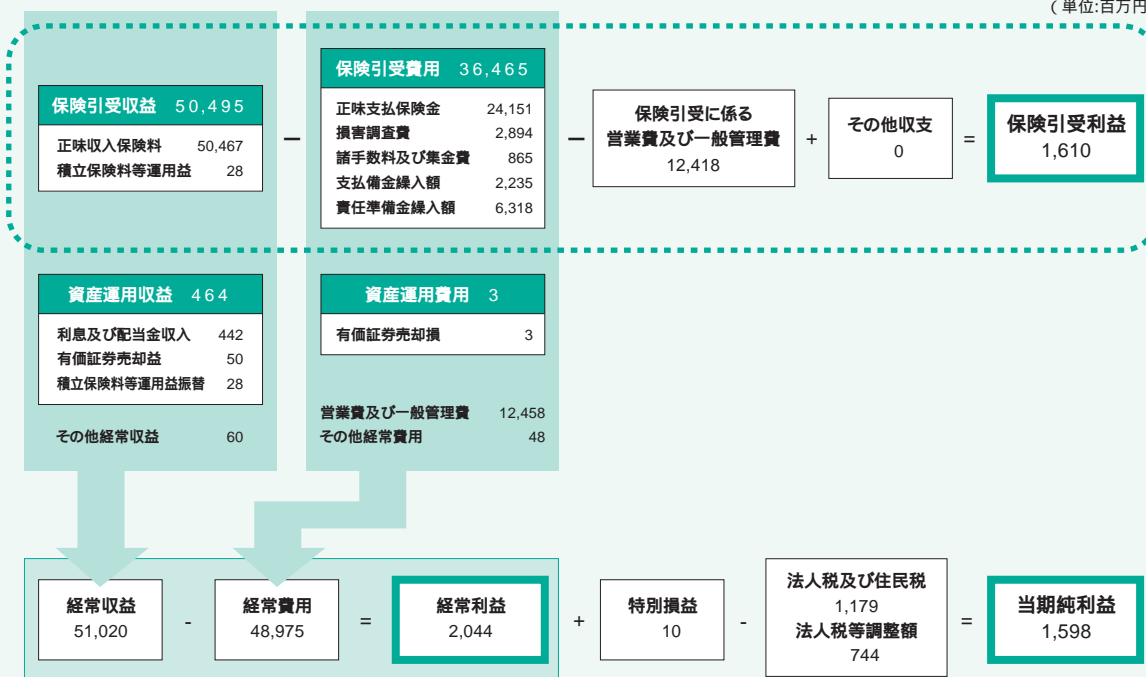 （単位:百万円
保険引受収益 50,495
正味収入保険料 50,467
積立保険料等運用益 28
−
保険引受費用 36,465
正味支払保険金 24,151
損害調査費 2,894
諸手数料及び集金費 865
支払備金繰入額 2,235
責任準備金繰入額 6,318
−
保険引受に係る
営業費及び一般管理費
12,418
+
その他収支
0
=
保険引受利益
1,610
資産運用収益 464
利息及び配当金収入 442
有価証券売却益 50
積立保険料等運用益振替 28
その他経常収益 60
資産運用費用 3
有価証券売却損 3
営業費及び一般管理費 12,458
その他経常費用 48
経常収益
51,020
-
経常費用
48,975
=
経常利益
2,044
+
特別損益
10
-
法人税及び住民税
1,179
法人税等調整額
744
=
当期純利益
1,598